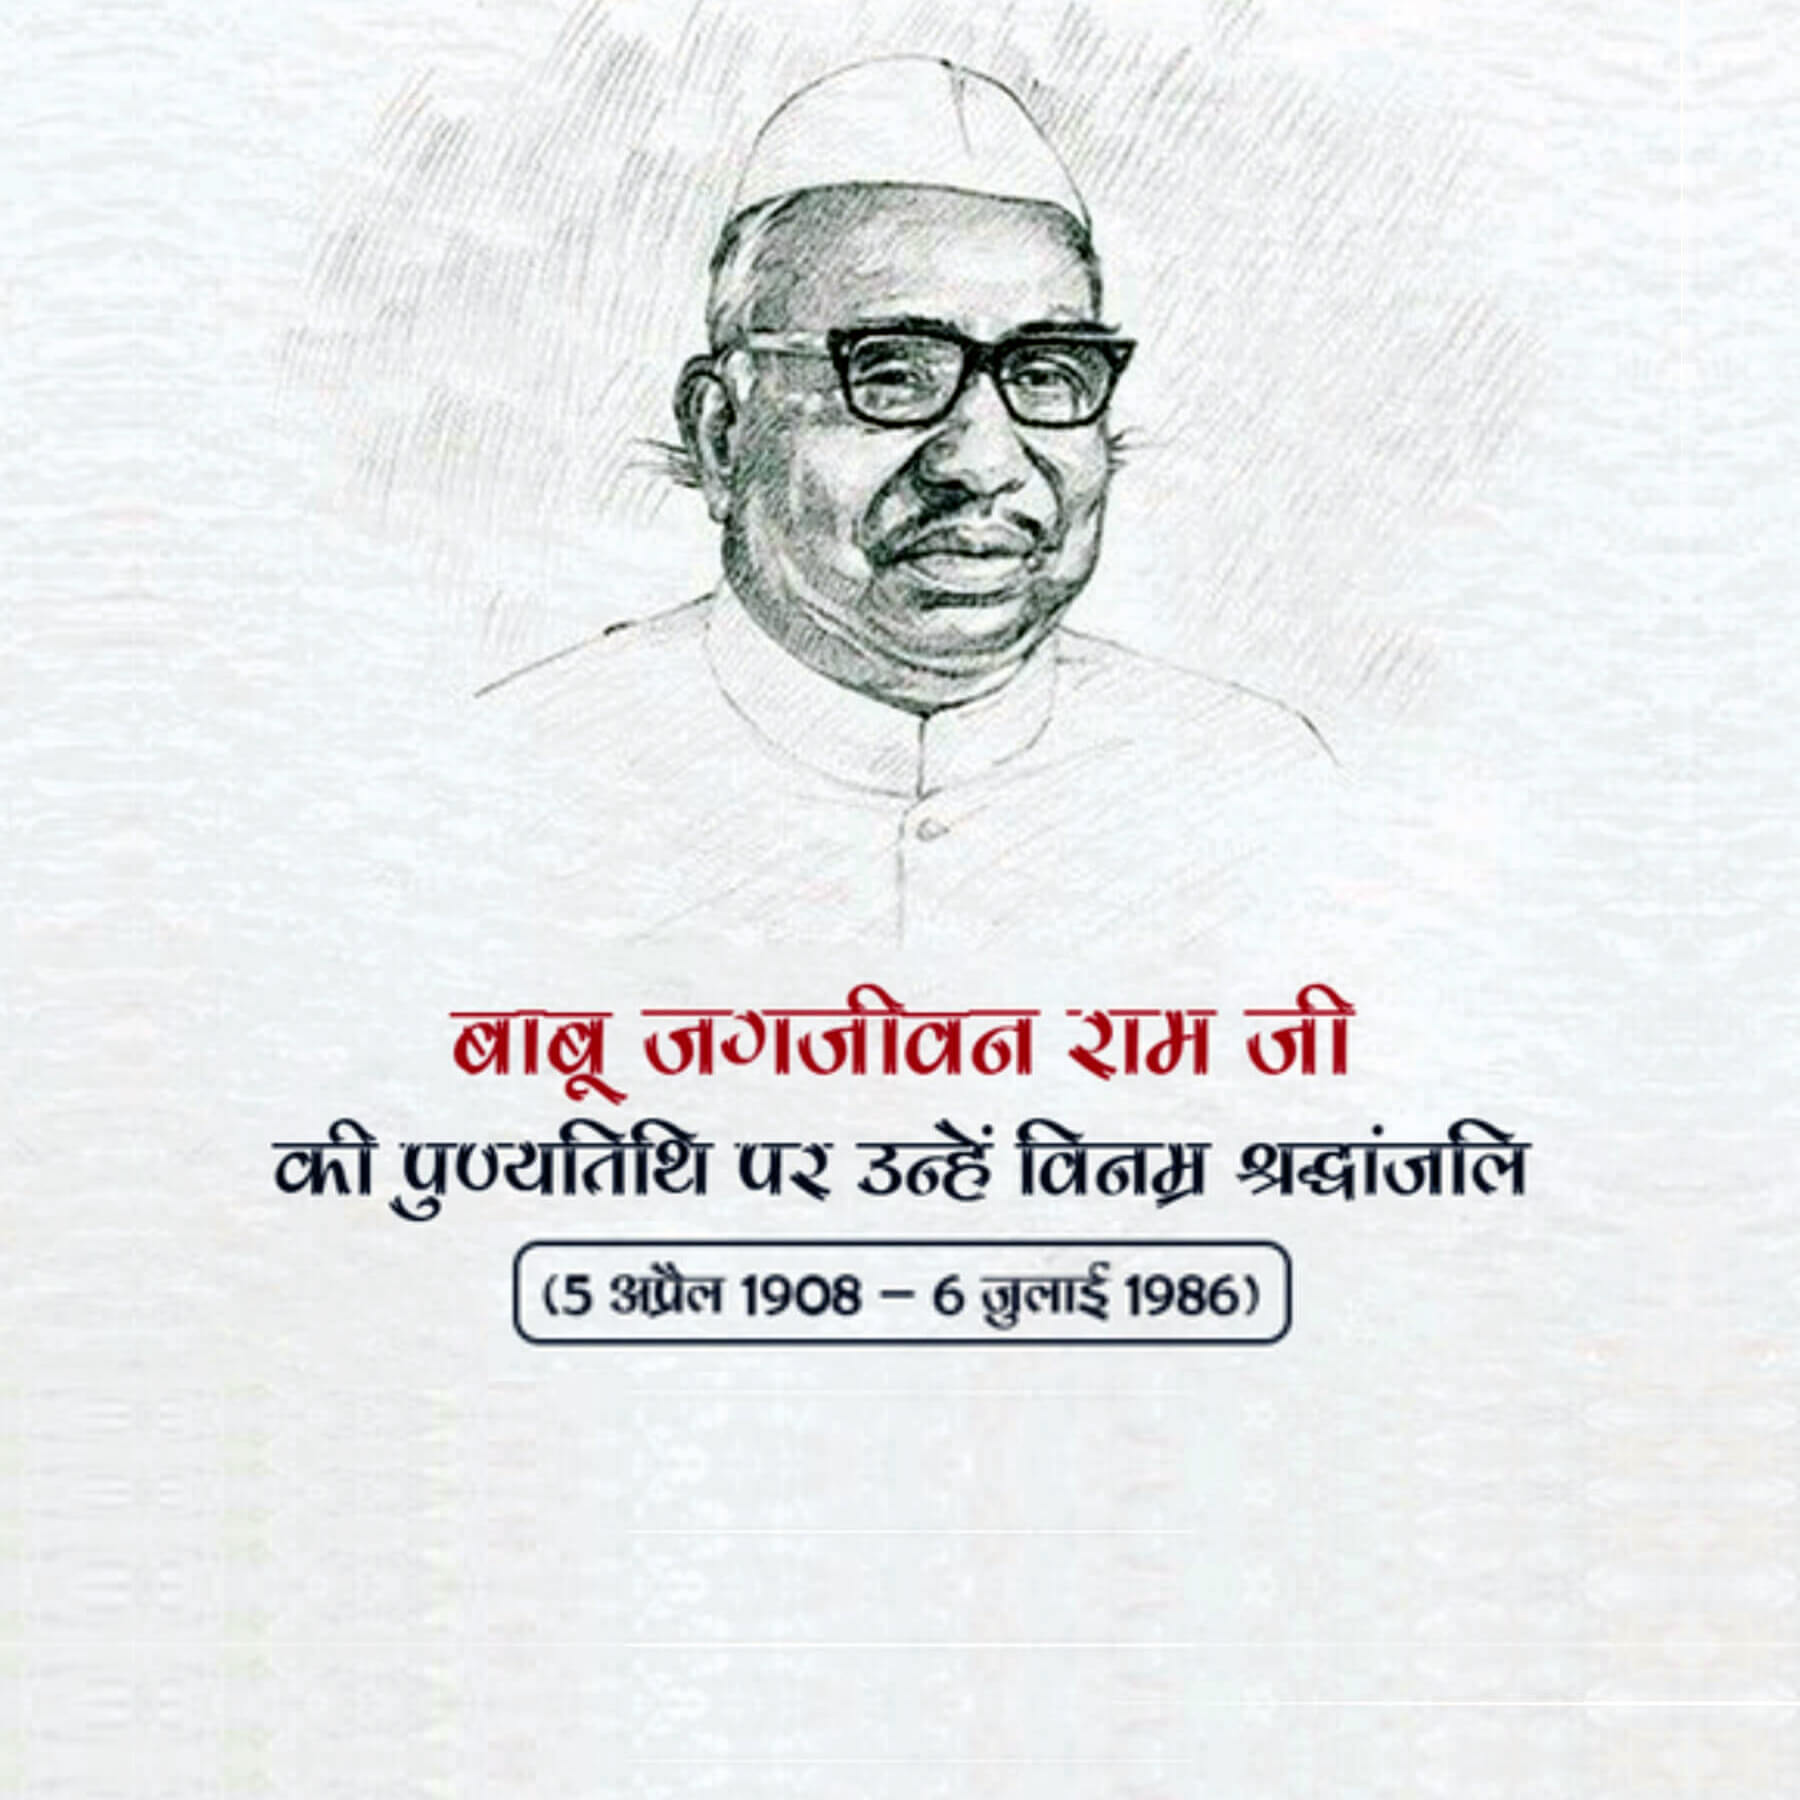 बाबू जगजीवन राम जी
की पुण्यतिथि पर उन्हें विनम्र श्रद्धांजलि
(5 अप्रैल 1908 – 6 जुलाई 1986)